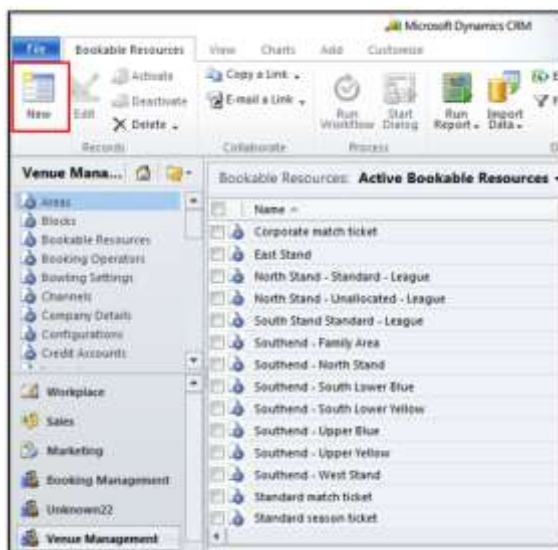 Microsoft Dynamics CRM
File Bookable Resources View Charts Add Customize
New
Edit
Activate
Deactivate
Delete
Copy a Link
E-mail a Link
Run Workflow
Start Dialog
Run Report
Import Data
Records Collaborate Process
Venue Mana...
Bookable Resources: Active Bookable Resources
Areas
Blocks
Bookable Resources
Booking Operators
Bowling Settings
Channels
Company Details
Configurations
Credit Accounts
Workplace
Sales
Marketing
Booking Management
Unknown22
Venue Management
Name
Corporate match ticket
East Stand
North Stand - Standard - League
North Stand - Unallocated - League
South Stand Standard - League
Southend - Family Area
Southend - North Stand
Southend - South Lower Blue
Southend - South Lower Yellow
Southend - Upper Blue
Southend - Upper Yellow
Southend - West Stand
Standard match ticket
Standard season ticket